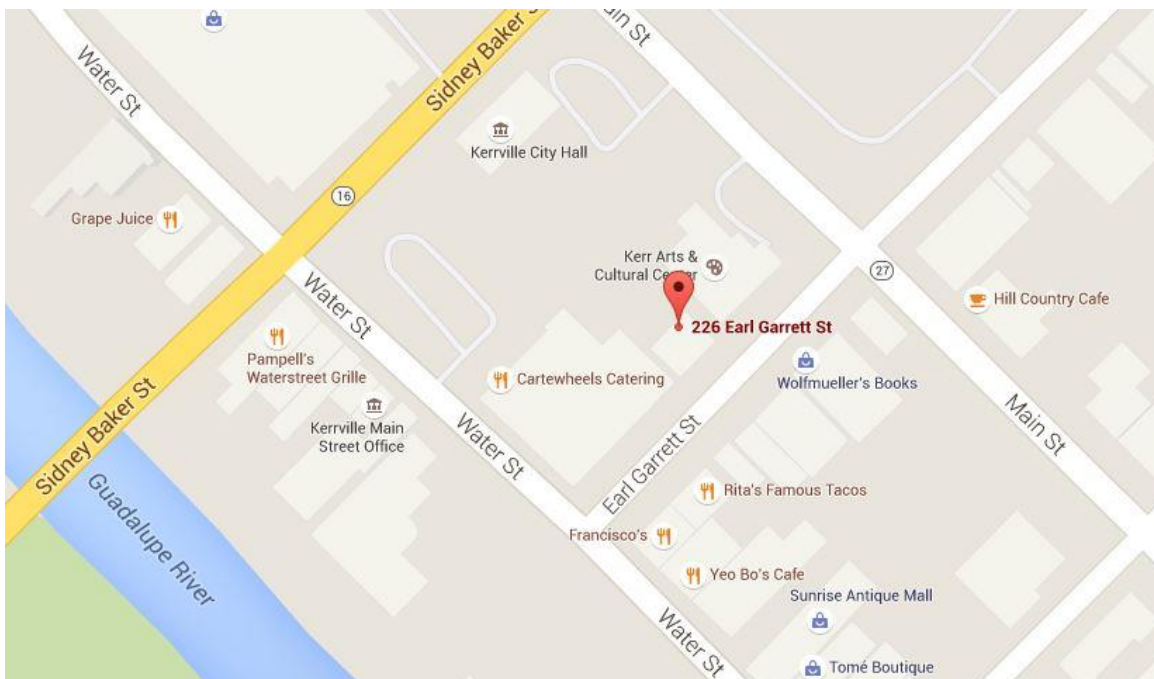 Water St
Sidney Baker St
Main St
Kerrville City Hall
16
Grape Juice
Kerr Arts &
Cultural Center
27
Hill Country Cafe
Water St
226 Earl Garrett St
Pampell's
Waterstreet Grille
Wolfmueller's Books
Cartewheels Catering
Sidney Baker St
Kerrville Main
Street Office
Main St
Water St
Earl Garrett St
Guadalupe River
Rita's Famous Tacos
Francisco's
Yeo Bo's Cafe
Sunrise Antique Mall
Water St
Tomé Boutique